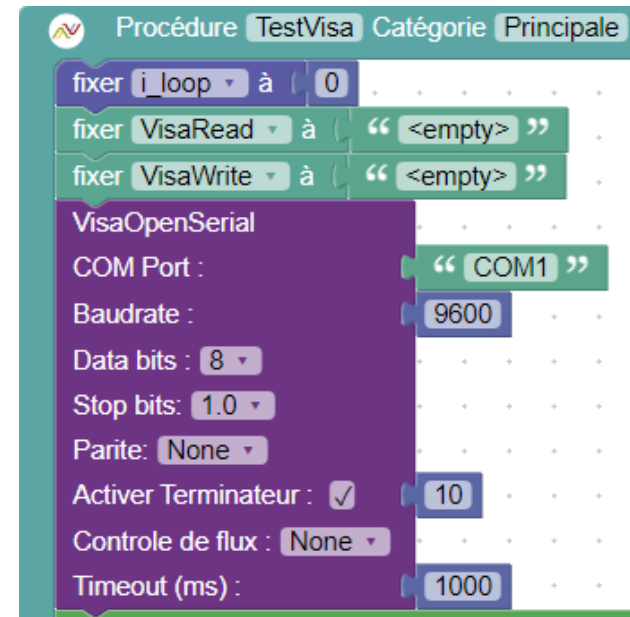 Procédure TestVisa Catégorie Principale
fixer i_loop à 0
fixer VisaRead à “ <empty> ”
fixer VisaWrite à “ <empty> ”
VisaOpenSerial
COM Port : “ COM1 ”
Baudrate : 9600
Data bits : 8
Stop bits: 1.0
Parite: None
Activer Terminateur : ✓ 10
Controle de flux : None
Timeout (ms) : 1000